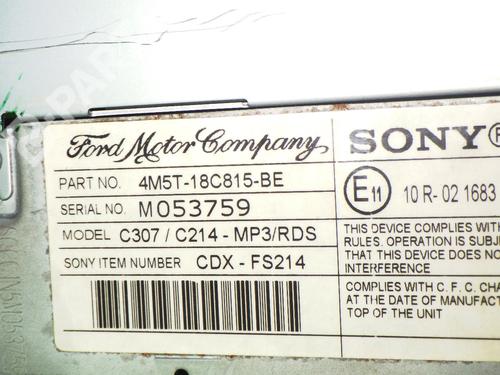 Ford Motor Company
SONY®
PART NO. 4M5T-18C815-BE
SERIAL NO. M053759
MODEL C307 / C214 - MP3/RDS
SONY ITEM NUMBER CDX - FS214
E11 10 R- 02 1683
THIS DEVICE COMPLIES WITH
RULES. OPERATION IS SUBJE
THAT THIS DEVICE DOES NO
INTERFERENCE
COMPLIES WITH C. F. C. CHA
AT THE DATE OF MANUFACT
TOP OF THE UNIT